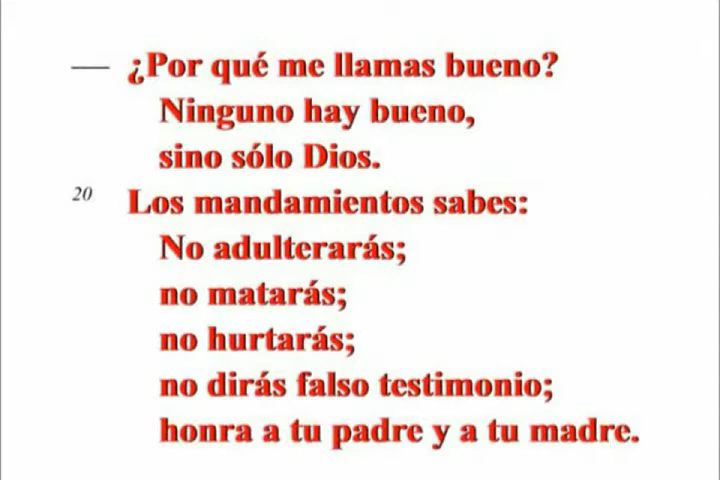 — ¿Por qué me llamas bueno?
Ninguno hay bueno,
sino sólo Dios.
20 Los mandamientos sabes:
No adulterarás;
no matarás;
no hurtarás;
no dirás falso testimonio;
honra a tu padre y a tu madre.